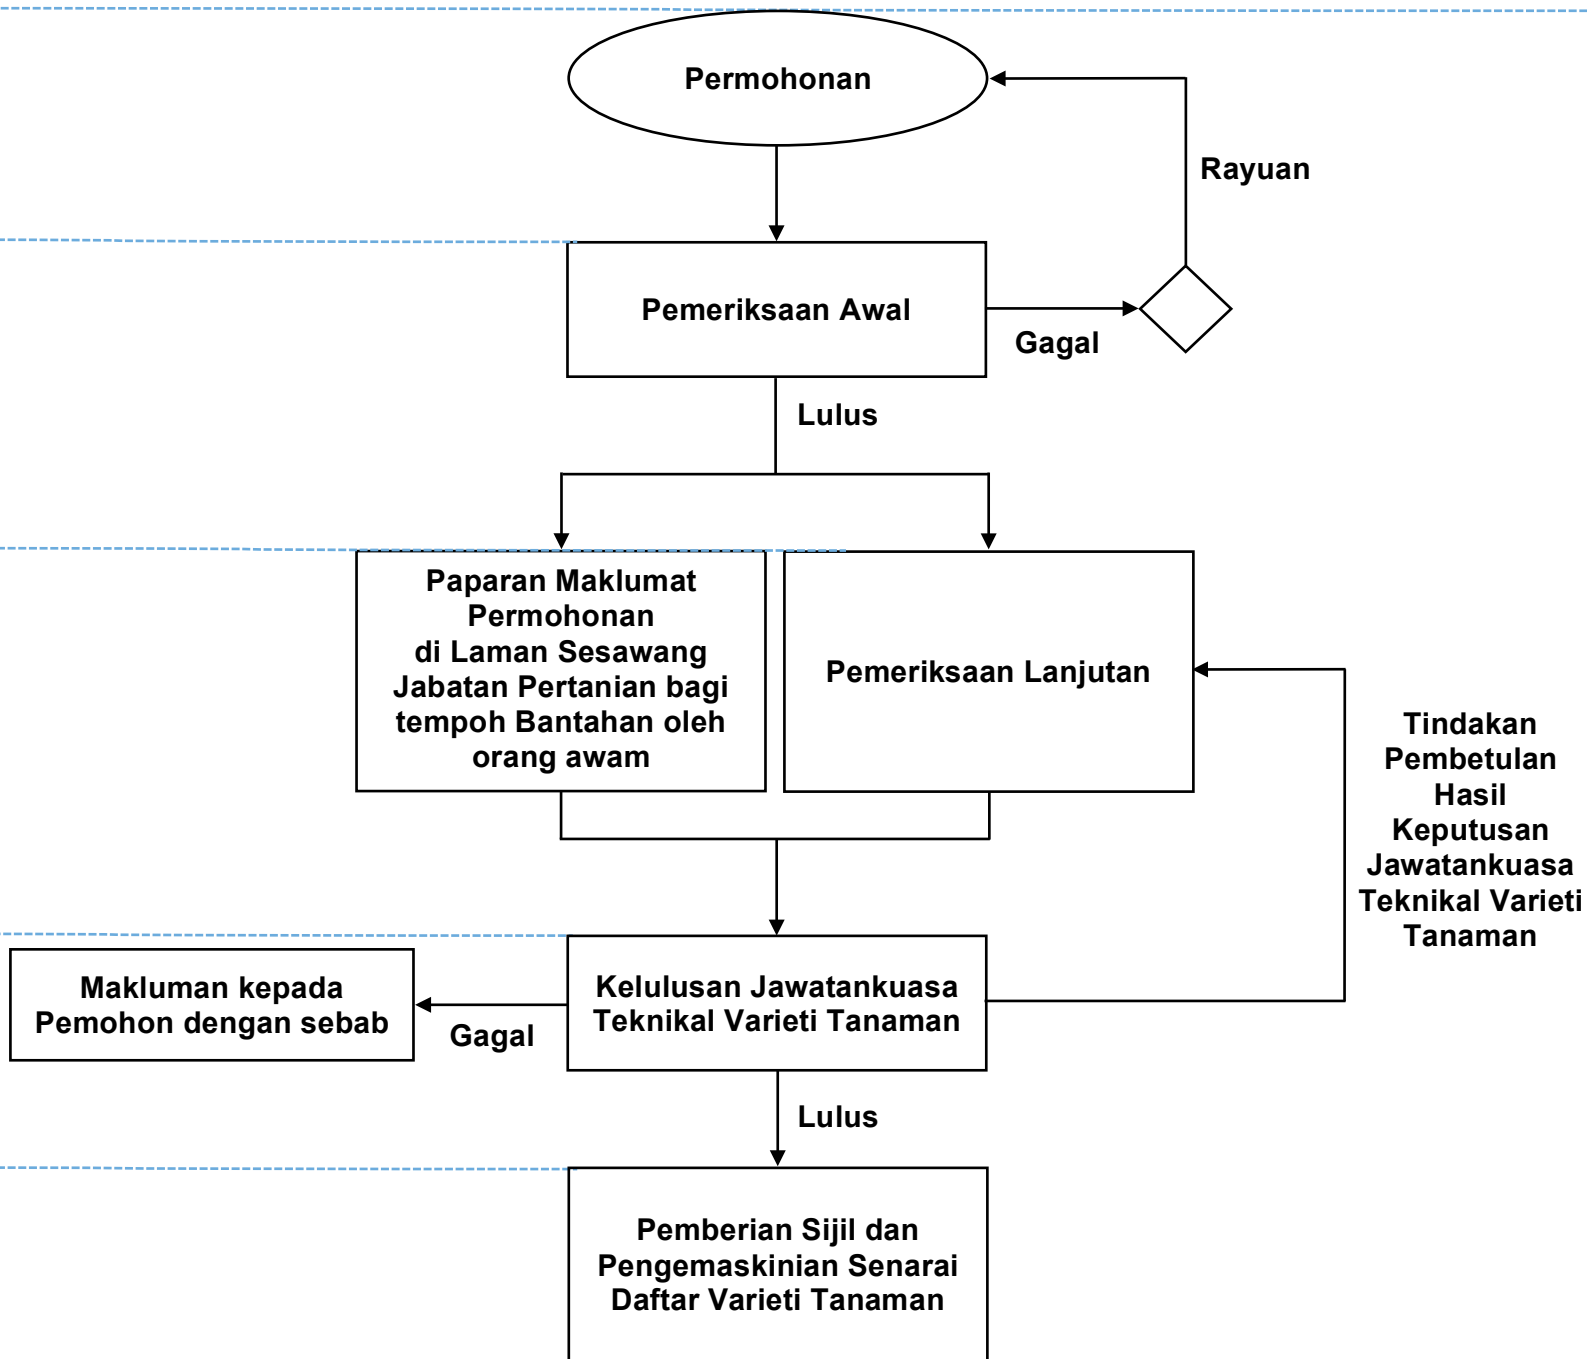 Permohonan
Rayuan
Pemeriksaan Awal
Gagal
Lulus
Paparan Maklumat
Permohonan
di Laman Sesawang
Jabatan Pertanian bagi
tempoh Bantahan oleh
orang awam
Pemeriksaan Lanjutan
Tindakan
Pembetulan
Hasil
Keputusan
Jawatankuasa
Teknikal Varieti
Tanaman
Makluman kepada
Pemohon dengan sebab
Gagal
Kelulusan Jawatankuasa
Teknikal Varieti Tanaman
Lulus
Pemberian Sijil dan
Pengemaskinian Senarai
Daftar Varieti Tanaman